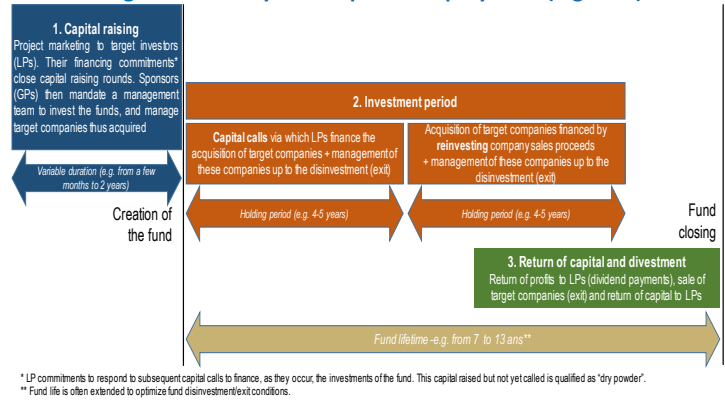 1. Capital raising
Project marketing to target investors
(LPs). Their financing commitments*
close capital raising rounds. Sponsors
(GPs) then mandate a management
team to invest the funds, and manage
target companies thus acquired
Variable duration (e.g. from a few
months to 2 years)
2. Investment period
Capital calls via which LPs finance the
acquisition of target companies + management of
these companies up to the disinvestment (exit)
Acquisition of target companies financed by
reinvesting company sales proceeds
+ management of these companies up to the
disinvestment (exit)
Creation of
the fund
Holding period (e.g. 4-5 years)
Holding period (e.g. 4-5 years)
Fund
closing
3. Return of capital and divestment
Return of profits to LPs (dividend payments), sale of
target companies (exit) and return of capital to LPs
Fund lifetime -e.g. from 7 to 13 ans**
* LP commitments to respond to subsequent capital calls to finance, as they occur, the investments of the fund. This capital raised but not yet called is qualified as “dry powder”.
** Fund life is often extended to optimize fund disinvestment/exit conditions.